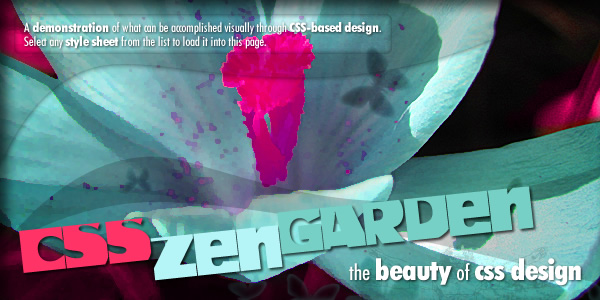 A demonstration of what can be accomplished visually through CSS-based design.
Select any style sheet from the list to load it into this page.
CSS ZEN GARDEN
the beauty of css design